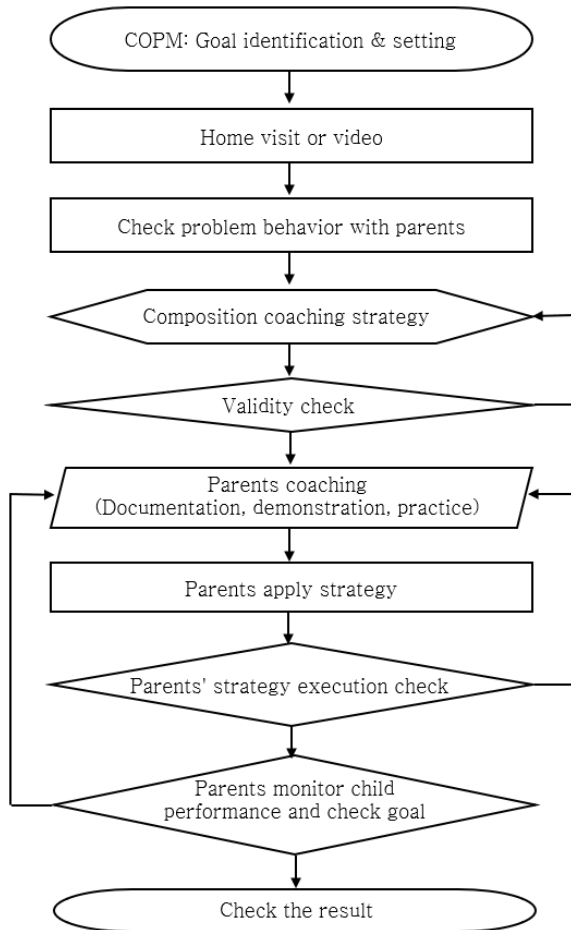 COPM: Goal identification & setting
Home visit or video
Check problem behavior with parents
Composition coaching strategy
Validity check
Parents coaching
(Documentation, demonstration, practice)
Parents apply strategy
Parents' strategy execution check
Parents monitor child
performance and check goal
Check the result